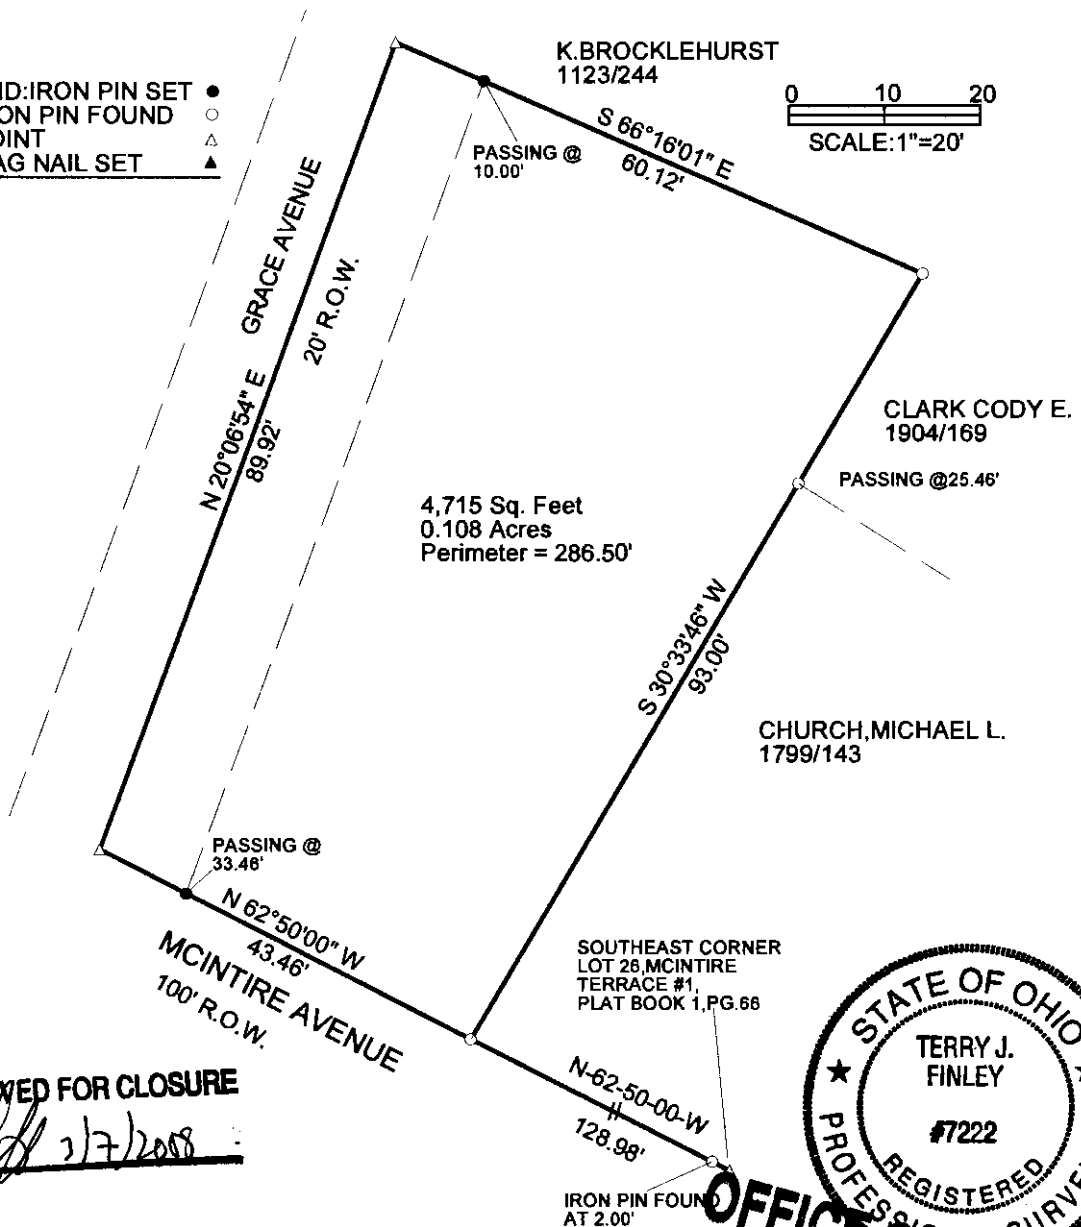 ND:IRON PIN SET
ON PIN FOUND
OINT
AG NAIL SET
K.BROCKLEHURST
1123/244
0 10 20
SCALE:1"=20'
S 66°16'01" E
60.12'
PASSING @
10.00'
GRACE AVENUE
20' R.O.W.
N 20°06'54" E
89.92'
CLARK CODY E.
1904/169
PASSING @25.46'
4,715 Sq. Feet
0.108 Acres
Perimeter = 286.50'
S 30°33'46" W
93.00'
CHURCH,MICHAEL L.
1799/143
PASSING @
33.46'
N 62°50'00" W
43.46'
MCINTIRE AVENUE
100' R.O.W.
SOUTHEAST CORNER
LOT 26,MCINTIRE
TERRACE #1,
PLAT BOOK 1,PG.66
N-62-50-00-W
128.98'
IRON PIN FOUND
AT 2.00'
WED FOR CLOSURE
3/7/2008
STATE OF OHIO
TERRY J.
FINLEY
#7222
REGISTERED